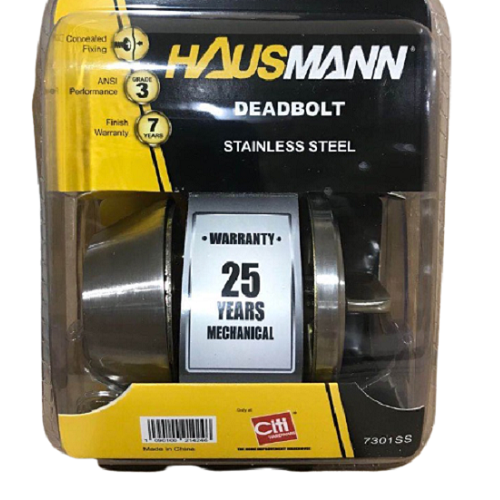 Concealed
Fixing
HAUSMANN®
ANSI
Performance
GRADE
3
DEADBOLT
Finish
Warranty
7
YEARS
STAINLESS STEEL
• WARRANTY •
25
YEARS
MECHANICAL
Only at
Citi
HARDWARE
Made in China
THE HOME IMPROVEMENT WAREHOUSE
7301SS